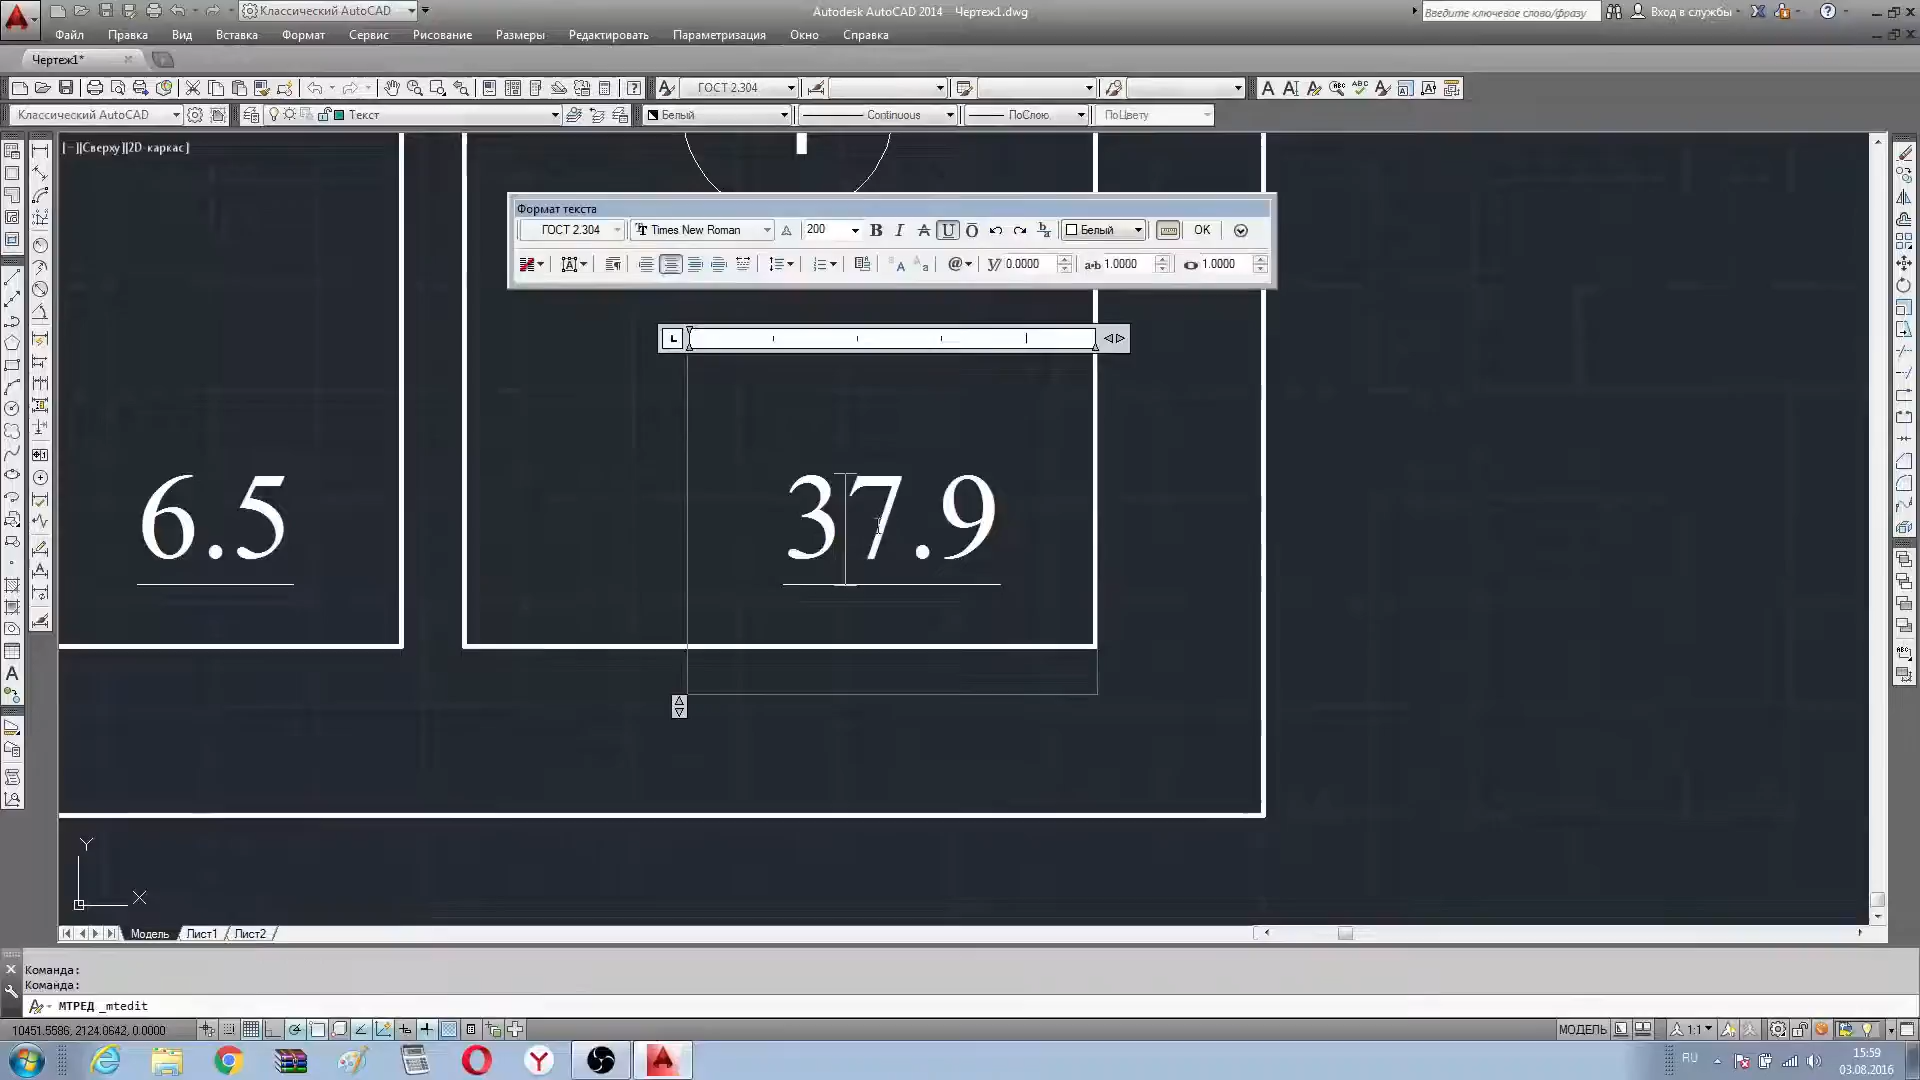 Классический AutoCAD
Autodesk AutoCAD 2014 Чертеж1.dwg
Введите ключевое слово/фразу
Вход в службы
Файл Правка Вид Вставка Формат Сервис Рисование Размеры Редактировать Параметризация Окно Справка
Чертеж1*
ГОСТ 2.304
Классический AutoCAD
Текст
Белый
Continuous
ПоСлою
ПоЦвету
[−][Сверху][2D-каркас]
Формат текста
ГОСТ 2.304 Times New Roman 200 Белый OK
0.0000 1.0000 1.0000
6.5
37.9
Y
X
Модель Лист1 Лист2
Команда:
Команда:
МТРЕД _mtedit
10451.5586, 2124.0642, 0.0000
МОДЕЛЬ
1:1
RU
15:59
03.08.2016